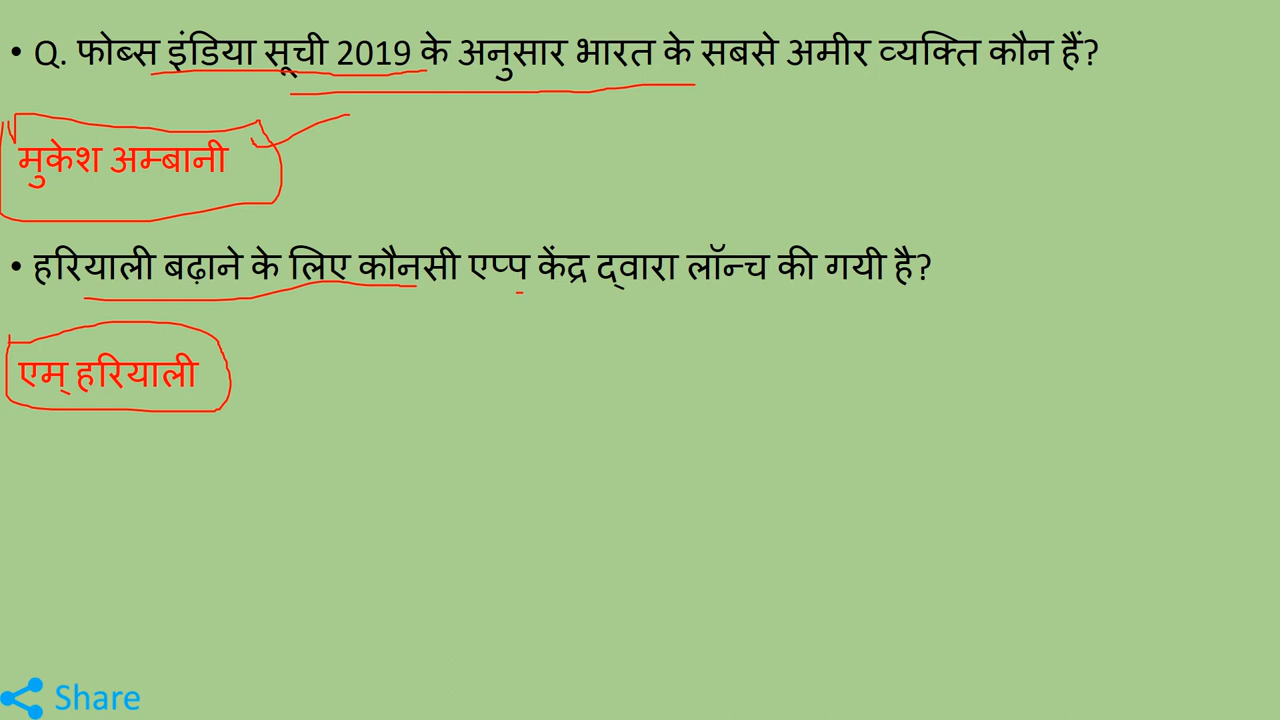 • Q. फोब्स इंडिया सूची 2019 के अनुसार भारत के सबसे अमीर व्यक्ति कौन हैं?
मुकेश अम्बानी
• हरियाली बढ़ाने के लिए कौनसी एप्प केंद्र द्वारा लॉन्च की गयी है?
एम् हरियाली
Share